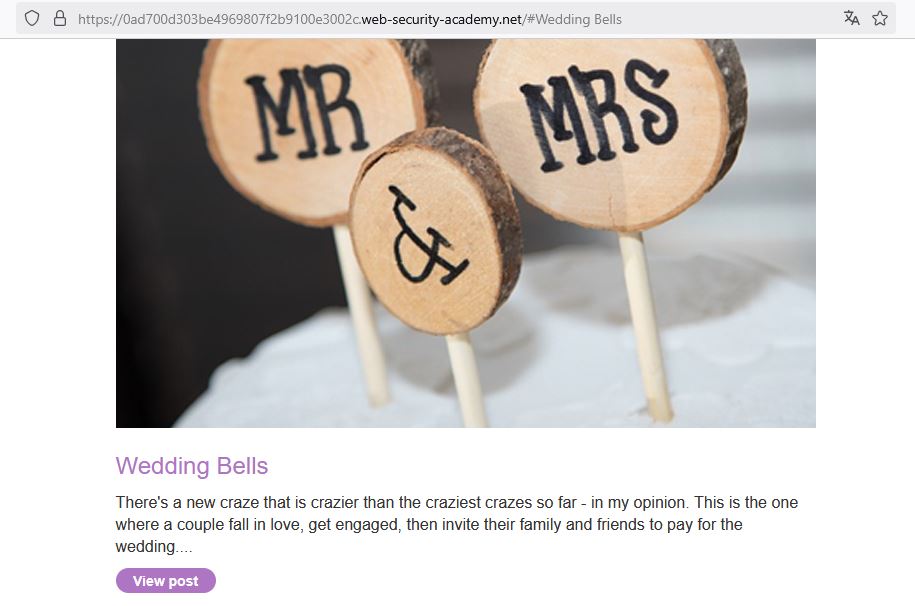 https://0ad700d303be4969807f2b9100e3002c.web-security-academy.net/#Wedding Bells
MR
MRS
&
Wedding Bells
There's a new craze that is crazier than the craziest crazes so far - in my opinion. This is the one
where a couple fall in love, get engaged, then invite their family and friends to pay for the
wedding....
View post